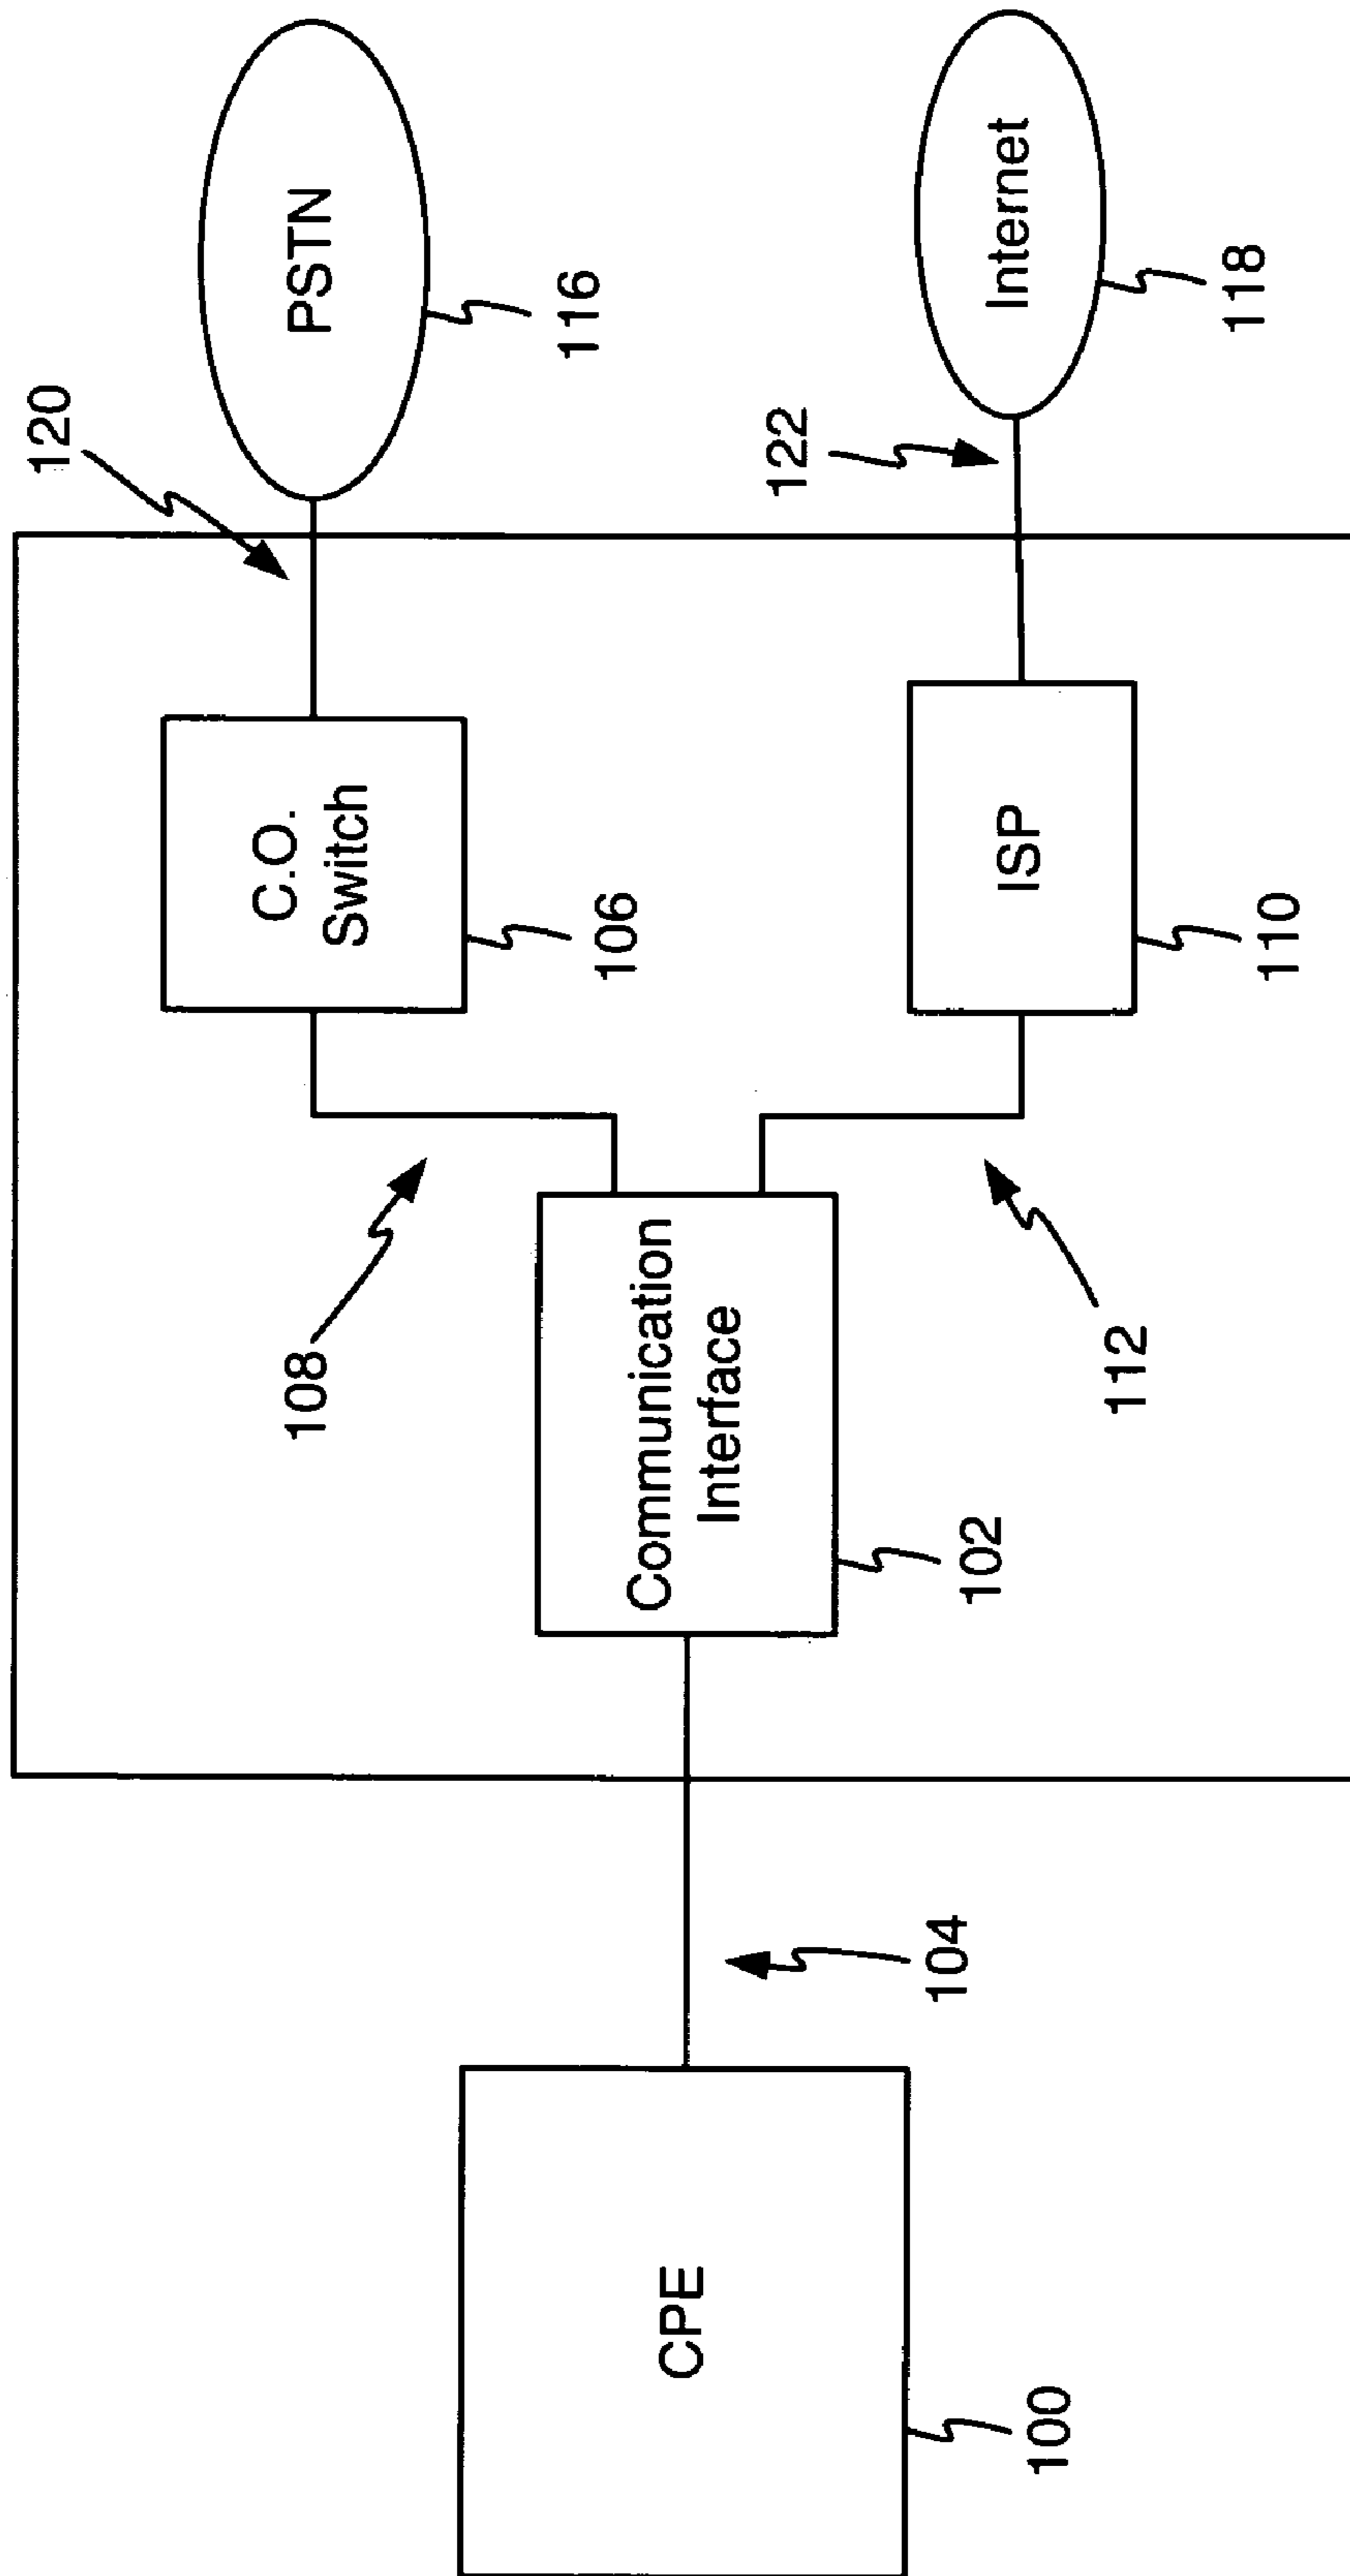 120
PSTN
116
C.O.
Switch
106
108
122
Internet
118
ISP
110
Communication
Interface
102
112
104
CPE
100